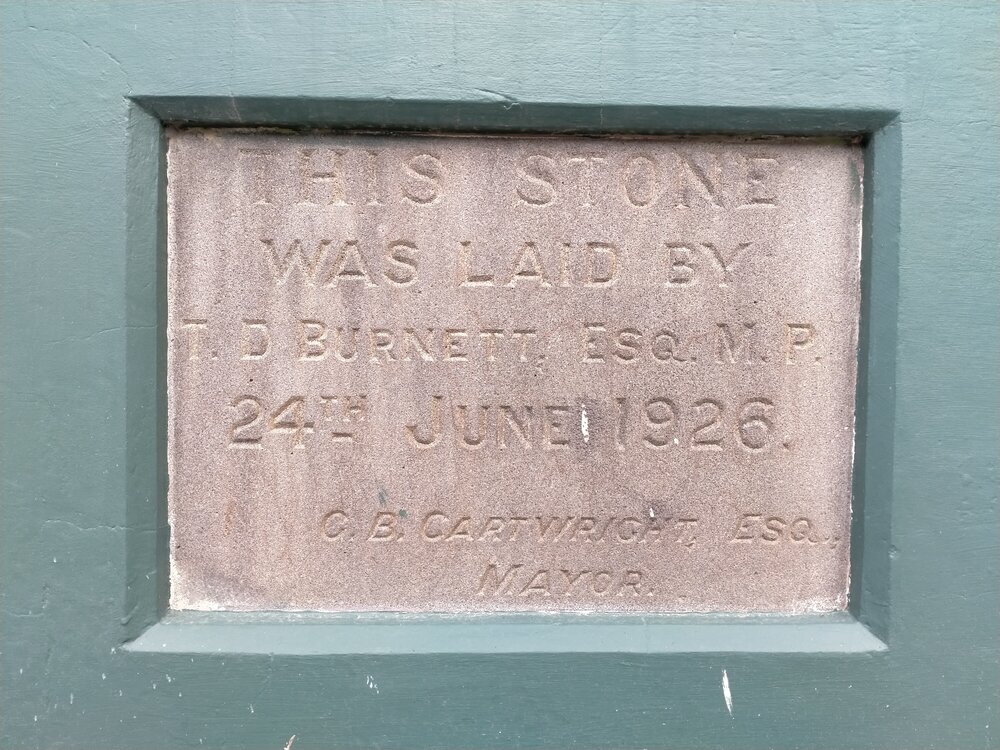 THIS STONE
WAS LAID BY
T. D BURNETT, ESQ. M. P.
24TH JUNE 1926.
C. B. CARTWRIGHT, ESQ.,
MAYOR.